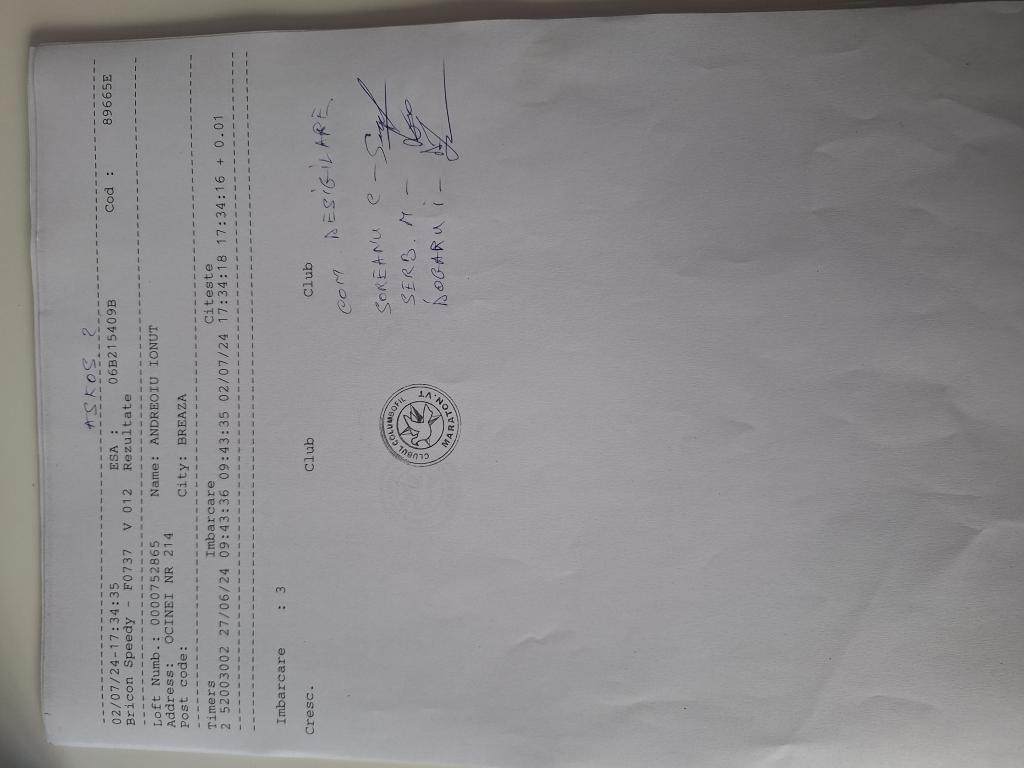 ASKOS 2
02/07/24-17:34:35 ESA : 06B215409B Cod : 89665E
Bricon Speedy - F0737 V 012 Rezultate
Loft Numb.: 0000752865 Name: ANDREOIU IONUT
Address: OCINEI NR 214
Post code: City: BREAZA
Timers Imbarcare Citeste
2 52003002 27/06/24 09:43:36 09:43:35 02/07/24 17:34:18 17:34:16 + 0.01
Imbarcare : 3
Cresc. Club Club
COM. DESIGILARE.
SOREANU C -
SERB. M -
DOGARU i -
CLUBUL COLUMBOFIL
MARATON.VT